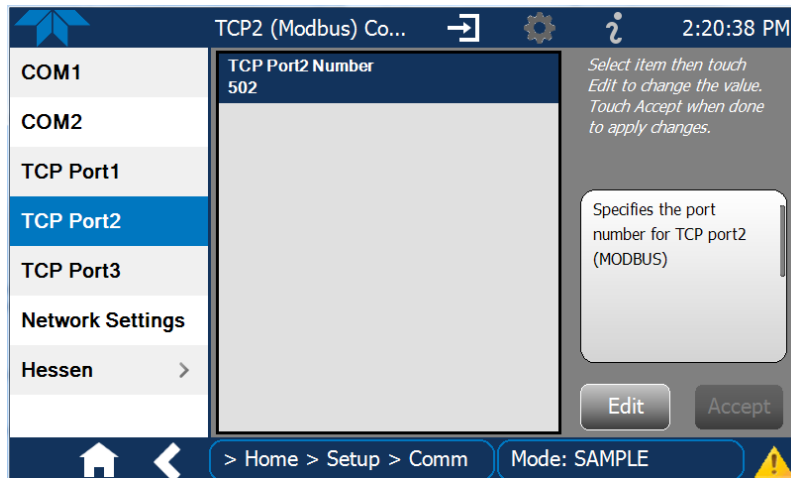 TCP2 (Modbus) Co...
2:20:38 PM
COM1
COM2
TCP Port1
TCP Port2
TCP Port3
Network Settings
Hessen >
TCP Port2 Number
502
Select item then touch
Edit to change the value.
Touch Accept when done
to apply changes.
Specifies the port
number for TCP port2
(MODBUS)
Edit
Accept
> Home > Setup > Comm
Mode: SAMPLE